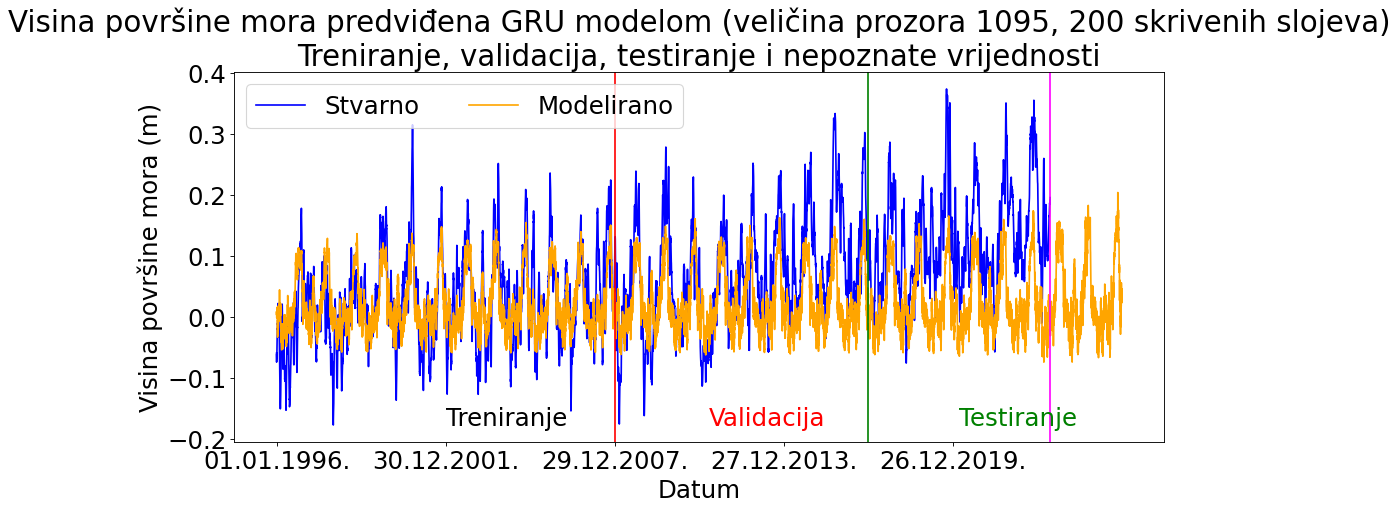 Visina površine mora predviđena GRU modelom (veličina prozora 1095, 200 skrivenih slojeva)
Treniranje, validacija, testiranje i nepoznate vrijednosti
Visina površine mora (m)
0.4
0.3
0.2
0.1
0.0
−0.1
−0.2
Stvarno
Modelirano
Treniranje
Validacija
Testiranje
01.01.1996.
30.12.2001.
29.12.2007.
27.12.2013.
26.12.2019.
Datum